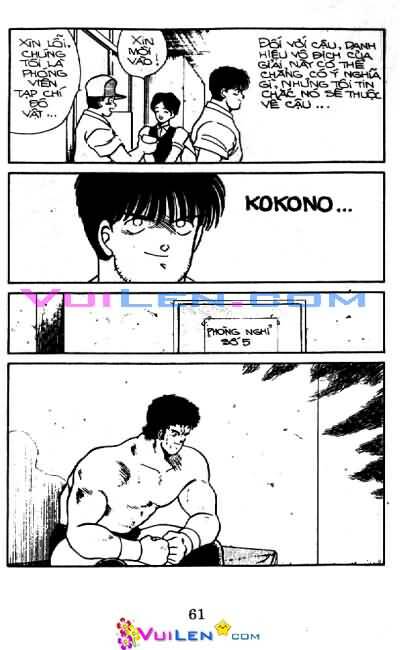 XIN LỖI,
CHÚNG
TÔI LÀ
PHÓNG
VIÊN
TẠP CHÍ
ĐÔ
VẬT...
XIN
MỜI
VÀO!
ĐỐI VỚI CẬU, DANH
HIỆU VÔ ĐỊCH CỦA
GIẢI NÀY CÓ THỂ
CHẲNG CÓ Ý NGHĨA
GÌ, NHƯNG TÔI TIN
CHẮC NÓ SẼ THUỘC
VỀ CẬU...
KOKONO...
VuiLen.com
PHÒNG NGHỈ
SỐ 5
61
VuiLen.com